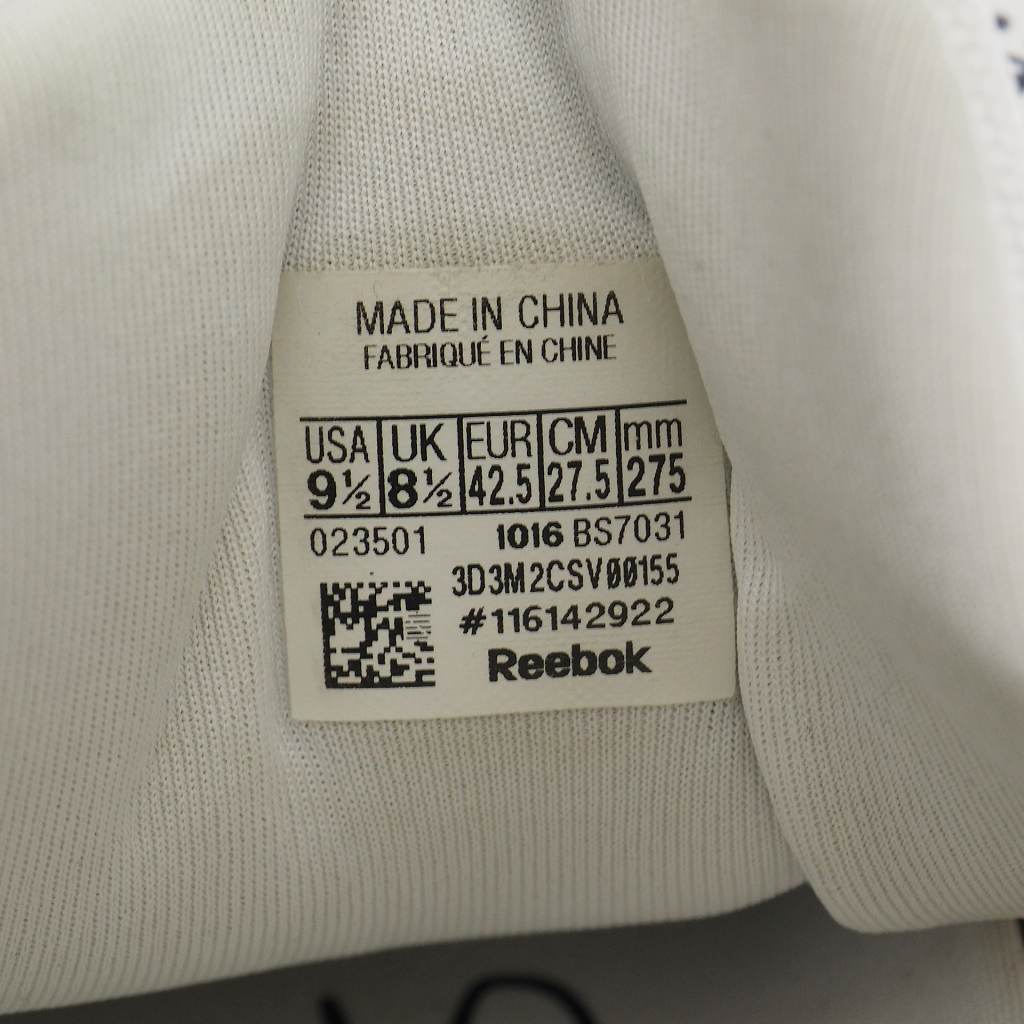 MADE IN CHINA
FABRIQUÉ EN CHINE
USA UK EUR CM mm
9½ 8½ 42.5 27.5 275
023501 1016 BS7031
3D3M2CSV00155
#116142922
Reebok